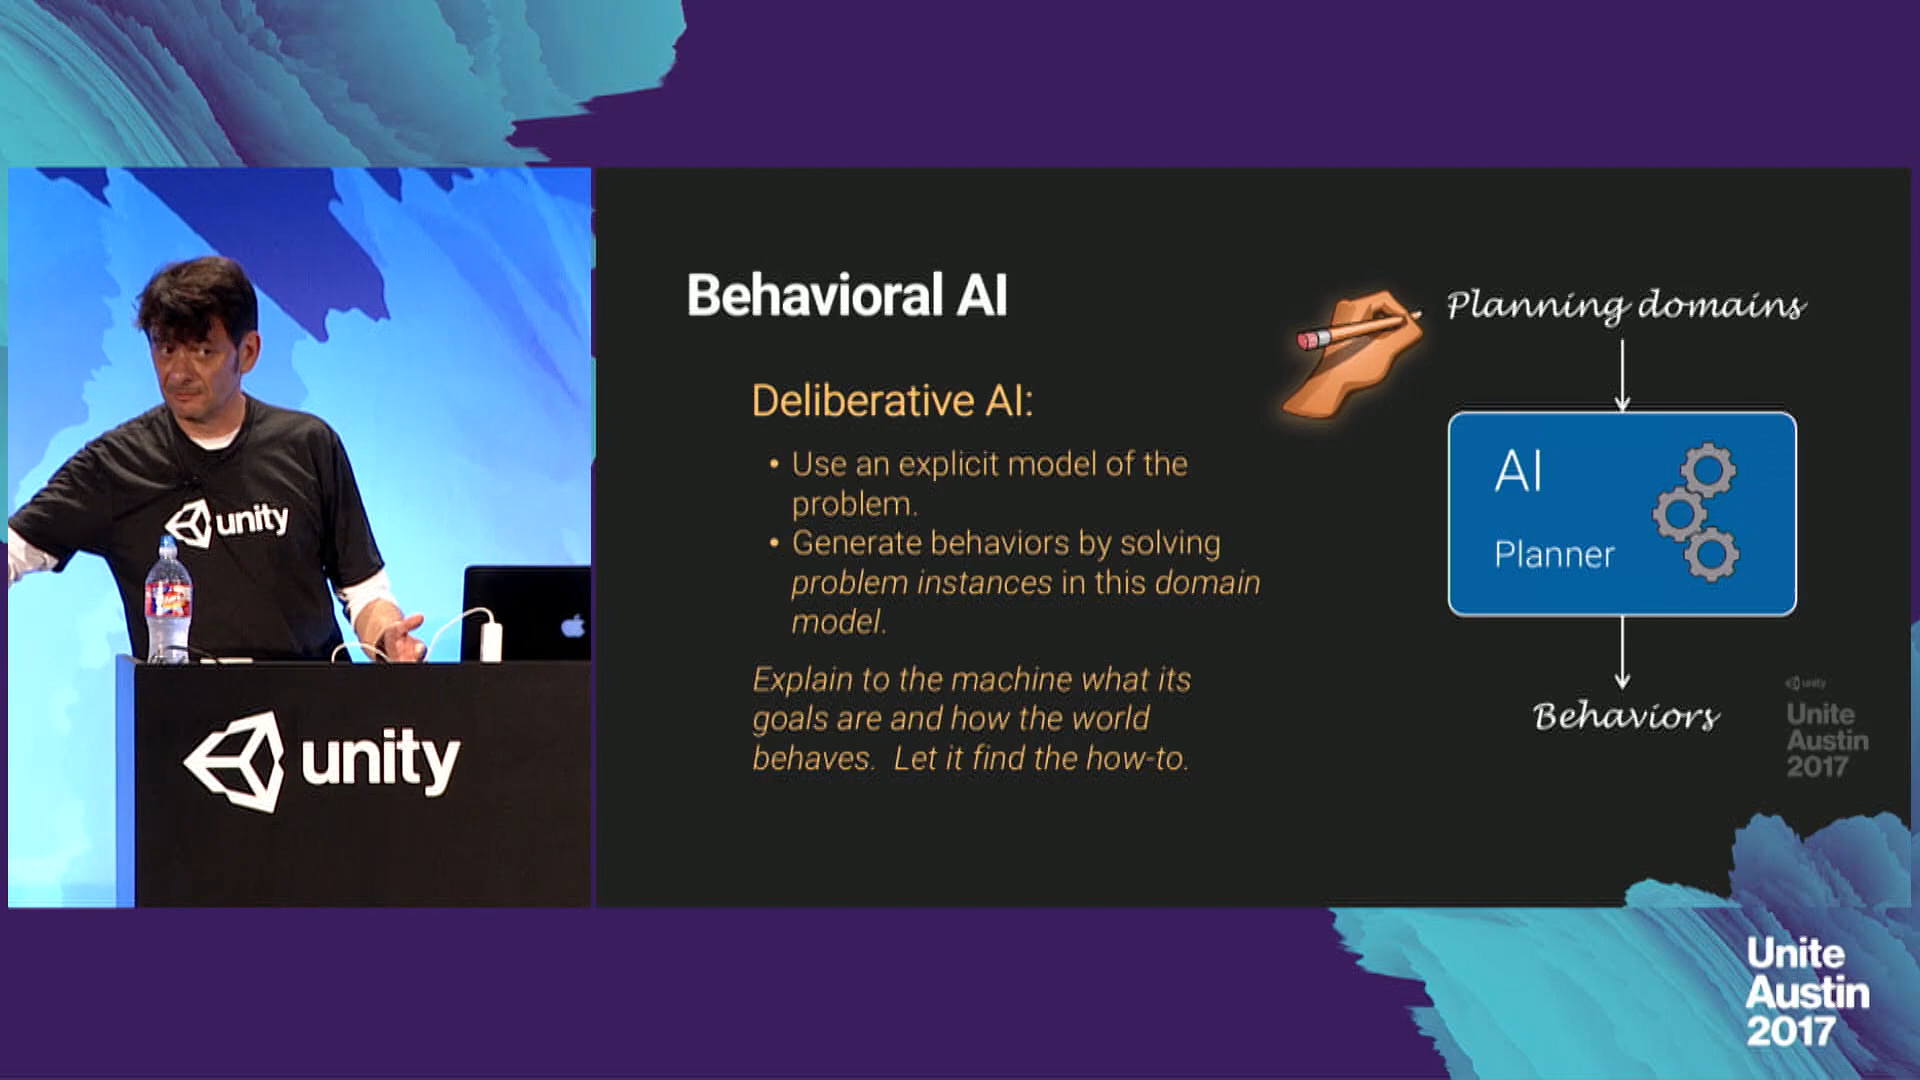 Behavioral AI
Deliberative AI:
• Use an explicit model of the
problem.
• Generate behaviors by solving
problem instances in this domain
model.
Explain to the machine what its
goals are and how the world
behaves. Let it find the how-to.
Planning domains
AI
Planner
Behaviors
unity
Unite
Austin
2017
unity
unity
Unite
Austin
2017